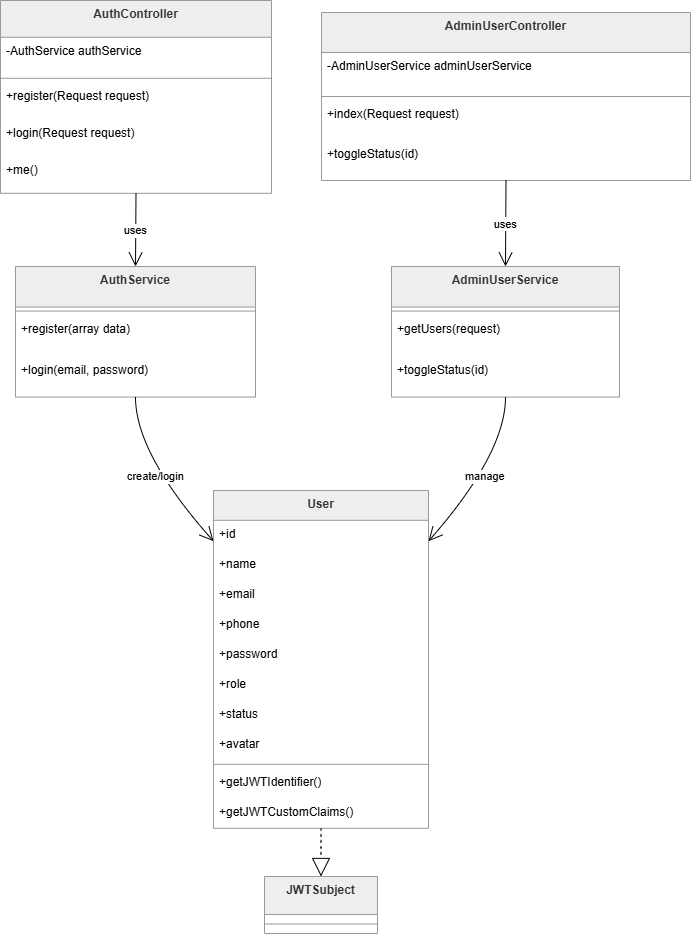 AuthController
-AuthService authService
+register(Request request)
+login(Request request)
+me()
AdminUserController
-AdminUserService adminUserService
+index(Request request)
+toggleStatus(id)
uses
uses
AuthService
+register(array data)
+login(email, password)
AdminUserService
+getUsers(request)
+toggleStatus(id)
create/login
manage
User
+id
+name
+email
+phone
+password
+role
+status
+avatar
+getJWTIdentifier()
+getJWTCustomClaims()
JWTSubject